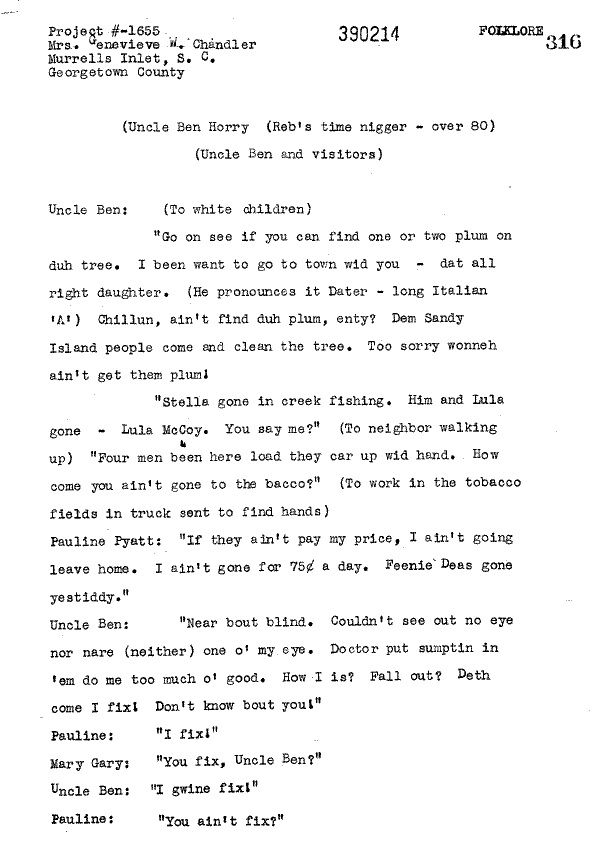 Project #-1655
Mrs. Genevieve W. Chandler
Murrells Inlet, S. C.
Georgetown County
390214
FOLKLORE
316
(Uncle Ben Horry (Reb's time nigger - over 80)
(Uncle Ben and visitors)
Uncle Ben: (To white children)
"Go on see if you can find one or two plum on
duh tree. I been want to go to town wid you - dat all
right daughter. (He pronounces it Dater - long Italian
'A') Chillun, ain't find duh plum, enty? Dem Sandy
Island people come and clean the tree. Too sorry wonneh
ain't get them plum!
"Stella gone in creek fishing. Him and Lula
gone - Lula McCoy. You say me?" (To neighbor walking
up) "Four men been here load they car up wid hand. How
come you ain't gone to the bacco?" (To work in the tobacco
fields in truck sent to find hands)
Pauline Pyatt: "If they ain't pay my price, I ain't going
leave home. I ain't gone for 75¢ a day. Feenie Deas gone
yestiddy."
Uncle Ben: "Near bout blind. Couldn't see out no eye
nor nare (neither) one o' my eye. Doctor put sumptin in
'em do me too much o' good. How I is? Fall out? Deth
come I fix! Don't know bout you!"
Pauline: "I fix!"
Mary Gary: "You fix, Uncle Ben?"
Uncle Ben: "I gwine fix!"
Pauline: "You ain't fix?"